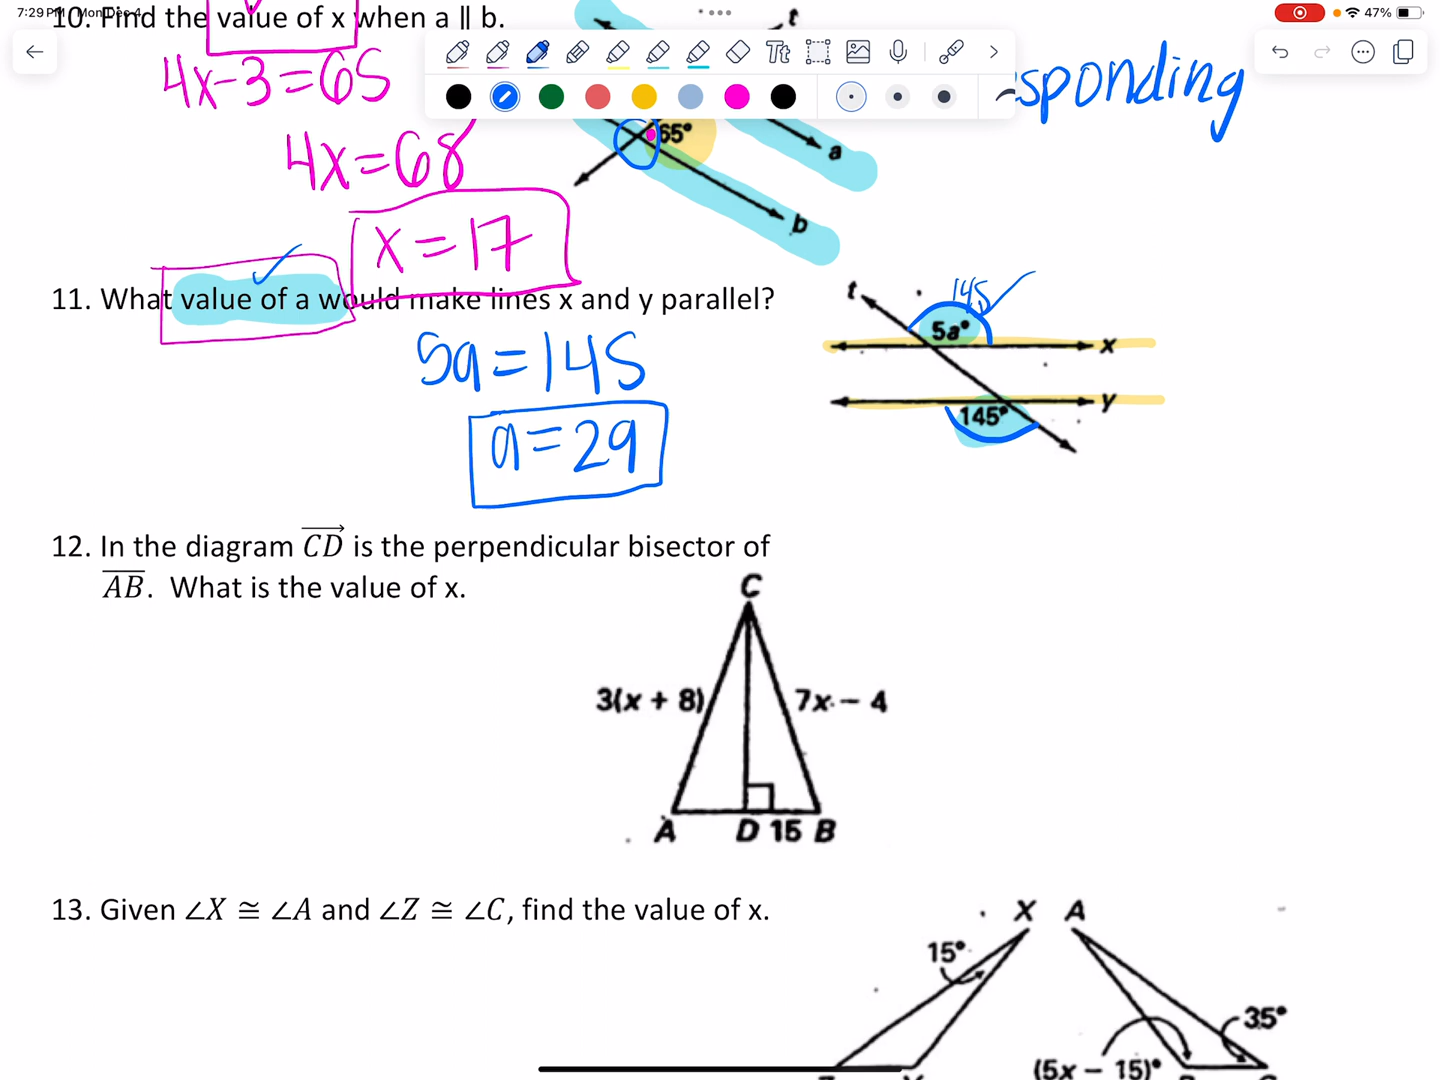 7:29 PM Mon Dec 4
47%
10. Find the value of x when a ∥ b.
t
Tt
4x-3=65
sponding
65°
a
4x=68
b
x=17
11. What value of a would make lines x and y parallel?
t
145
5a°
x
5a=145
y
145°
a=29
12. In the diagram CD is the perpendicular bisector of
AB. What is the value of x.
C
3(x + 8)
7x - 4
A D 15 B
13. Given ∠X ≅ ∠A and ∠Z ≅ ∠C, find the value of x.
X A
15°
35°
(5x - 15)°